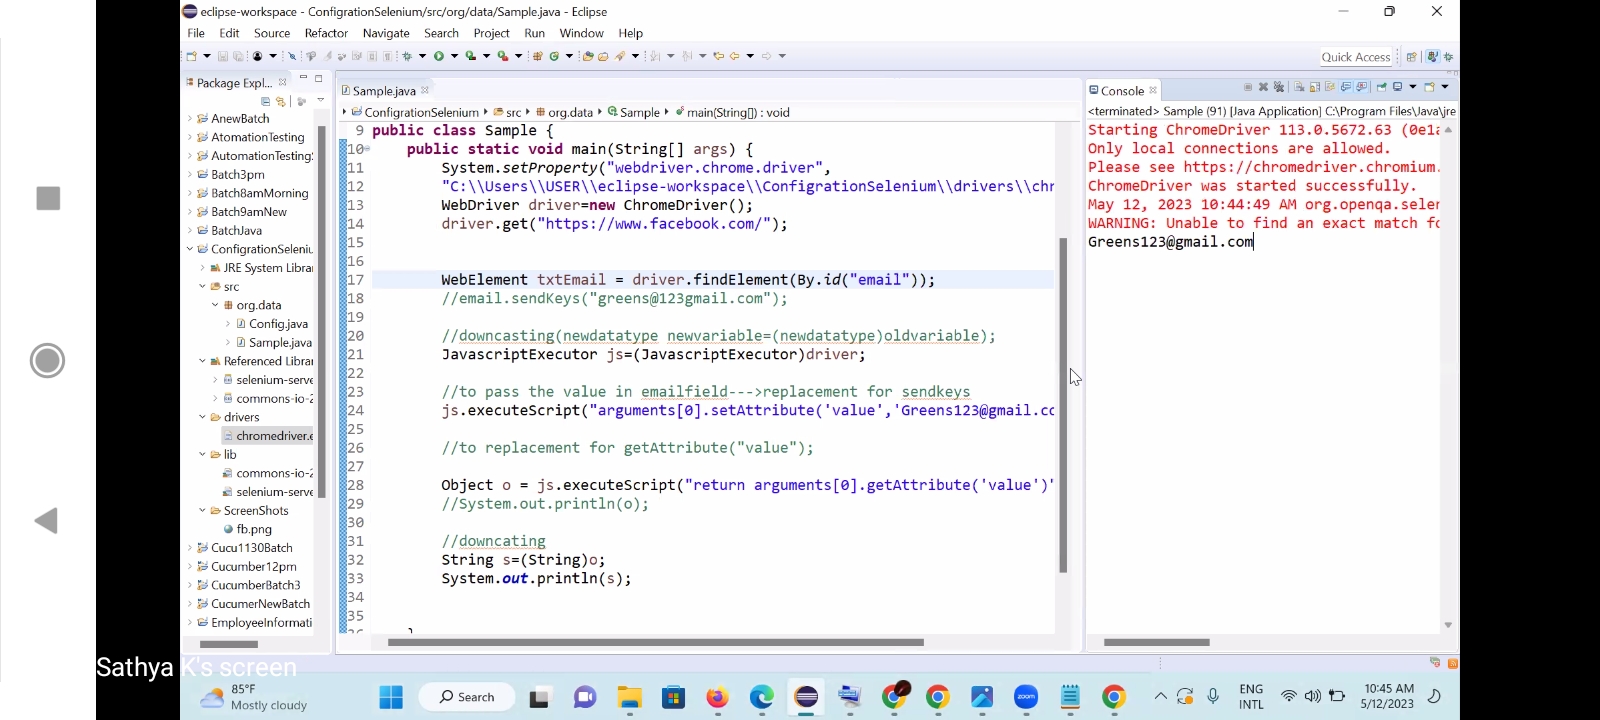 eclipse-workspace - ConfigrationSelenium/src/org/data/Sample.java - Eclipse
File Edit Source Refactor Navigate Search Project Run Window Help
Quick Access
Package Expl...
AnewBatch
AtomationTesting
AutomationTesting
Batch3pm
Batch8amMorning
Batch9amNew
BatchJava
ConfigrationSeleniu
JRE System Libra
src
org.data
Config.java
Sample.java
Referenced Librar
selenium-serve
commons-io-2
drivers
chromedriver.e
lib
commons-io-2
selenium-serve
ScreenShots
fb.png
Cucu1130Batch
Cucumber12pm
CucumberBatch3
CucumerNewBatch
EmployeeInformati
Sample.java
ConfigrationSelenium src org.data Sample main(String[]) : void
9 public class Sample {
10 public static void main(String[] args) {
11 System.setProperty("webdriver.chrome.driver",
12 "C:\\Users\\USER\\eclipse-workspace\\ConfigrationSelenium\\drivers\\chr
13 WebDriver driver=new ChromeDriver();
14 driver.get("https://www.facebook.com/");
15
16
17 WebElement txtEmail = driver.findElement(By.id("email"));
18 //email.sendKeys("greens@123gmail.com");
19
20 //downcasting(newdatatype newvariable=(newdatatype)oldvariable);
21 JavascriptExecutor js=(JavascriptExecutor)driver;
22
23 //to pass the value in emailfield--->replacement for sendkeys
24 js.executeScript("arguments[0].setAttribute('value','Greens123@gmail.co
25
26 //to replacement for getAttribute("value");
27
28 Object o = js.executeScript("return arguments[0].getAttribute('value')"
29 //System.out.println(o);
30
31 //downcating
32 String s=(String)o;
33 System.out.println(s);
34
35
}
Console
<terminated> Sample (91) [Java Application] C:\Program Files\Java\jre
Starting ChromeDriver 113.0.5672.63 (0e1a
Only local connections are allowed.
Please see https://chromedriver.chromium.
ChromeDriver was started successfully.
May 12, 2023 10:44:49 AM org.openqa.selen
WARNING: Unable to find an exact match fo
Greens123@gmail.com
Sathya K's screen
85°F
Mostly cloudy
Search
zoom
ENG
INTL
10:45 AM
5/12/2023